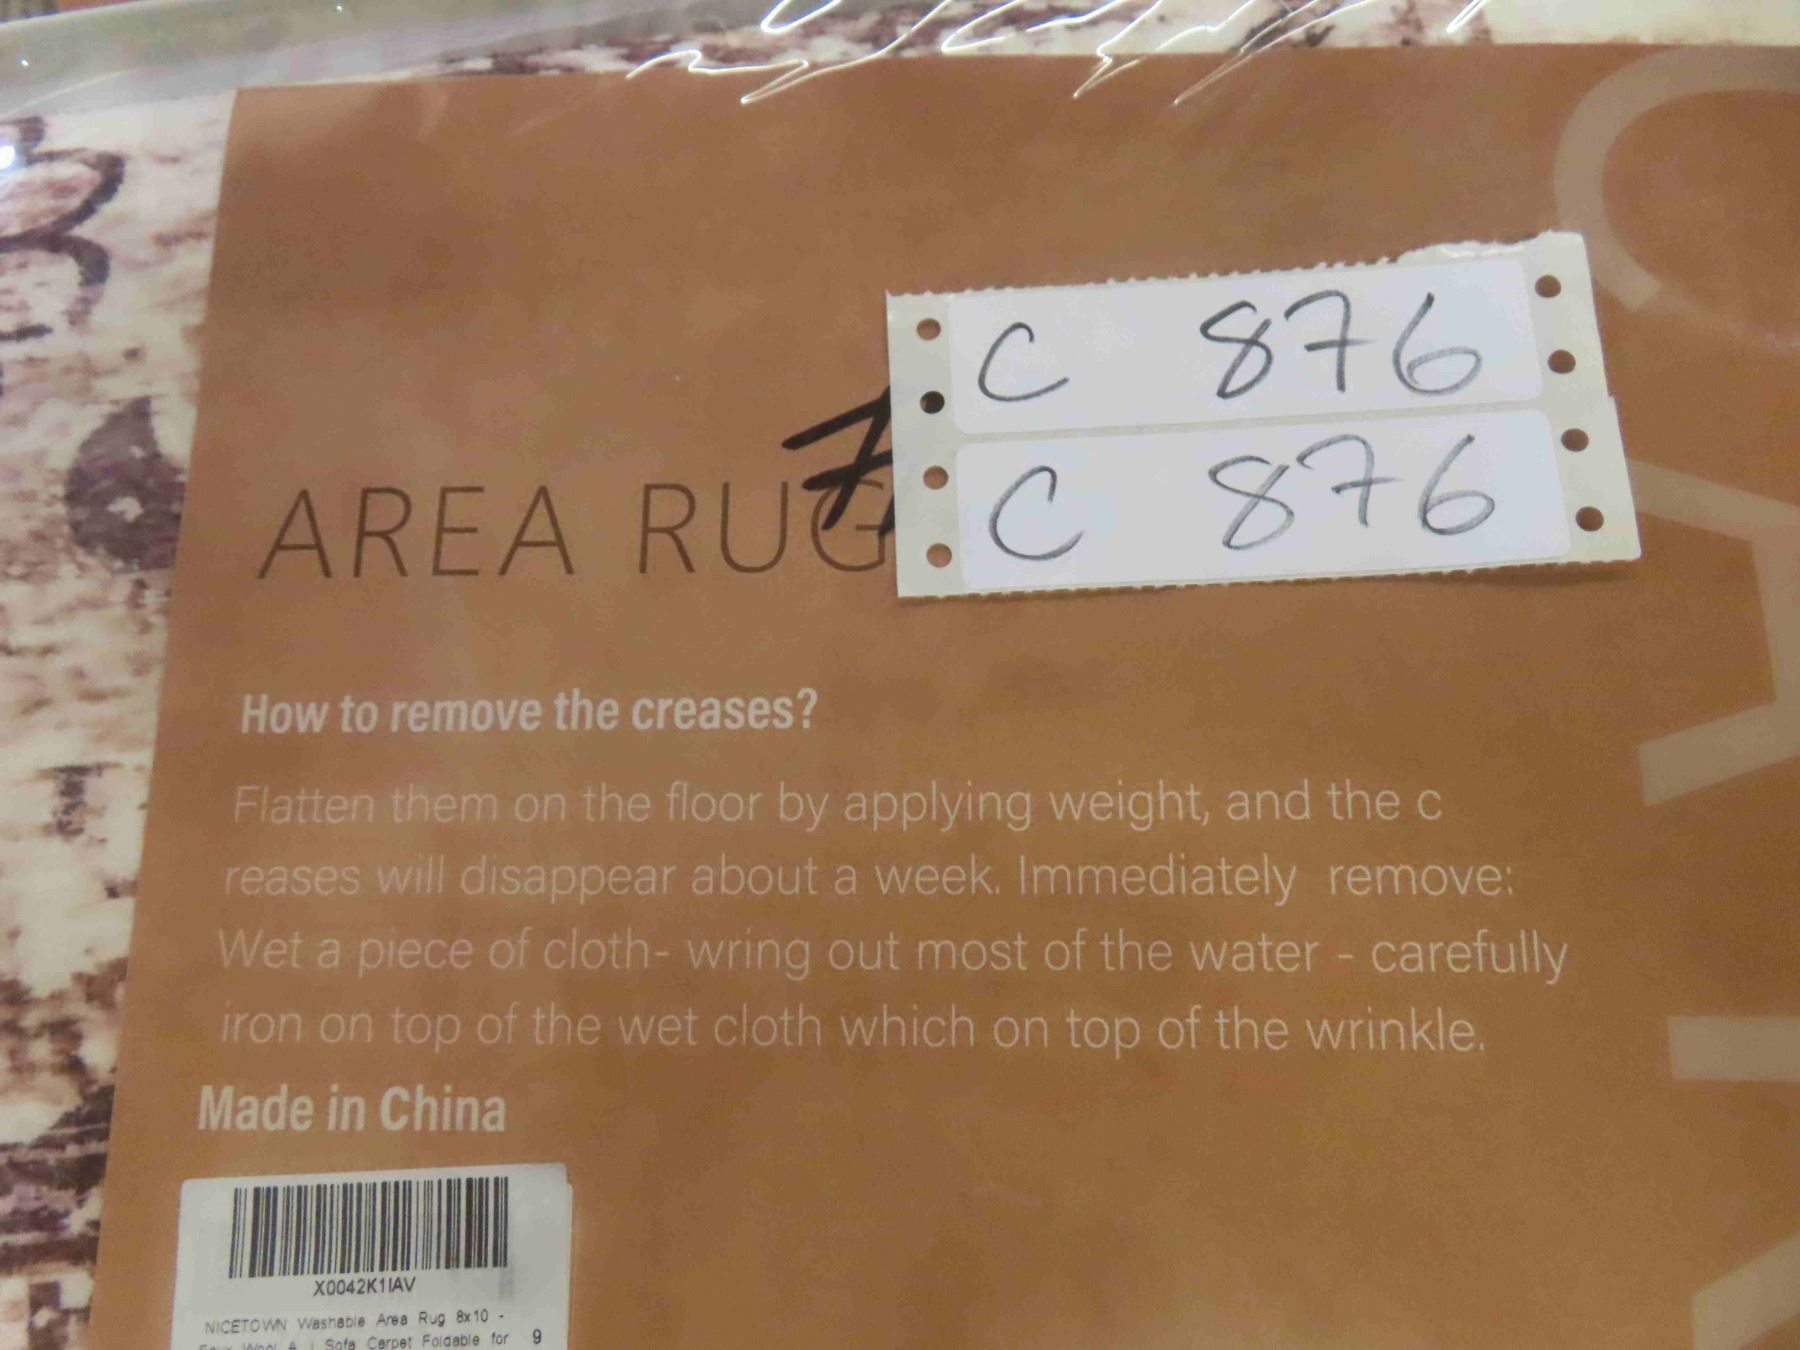 C 876
C 876
AREA RUG
How to remove the creases?
Flatten them on the floor by applying weight, and the c
reases will disappear about a week. Immediately remove:
Wet a piece of cloth- wring out most of the water - carefully
iron on top of the wet cloth which on top of the wrinkle.
Made in China
X0042K1IAV
NICETOWN Washable Area Rug 8x10 -
Sofa Carpet Foldable for 9